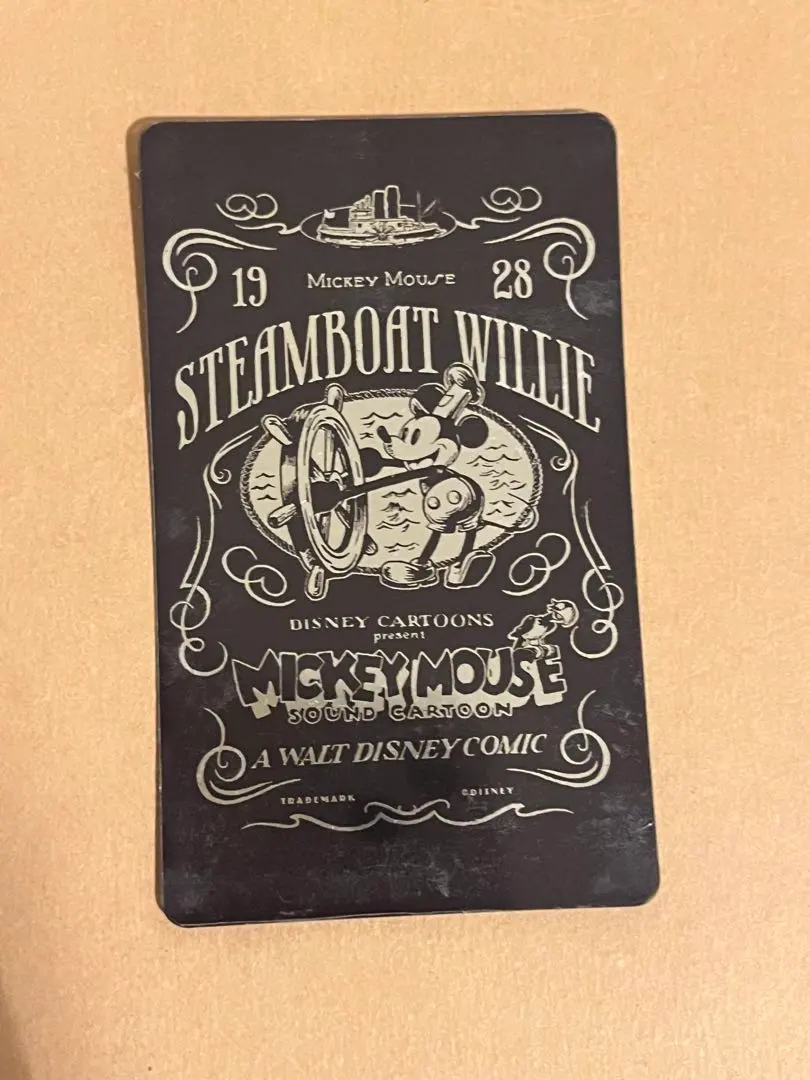 19 Mickey Mouse 28
STEAMBOAT WILLIE
DISNEY CARTOONS
present
MICKEY MOUSE
SOUND CARTOON
A WALT DISNEY COMIC
TRADEMARK ©DISNEY